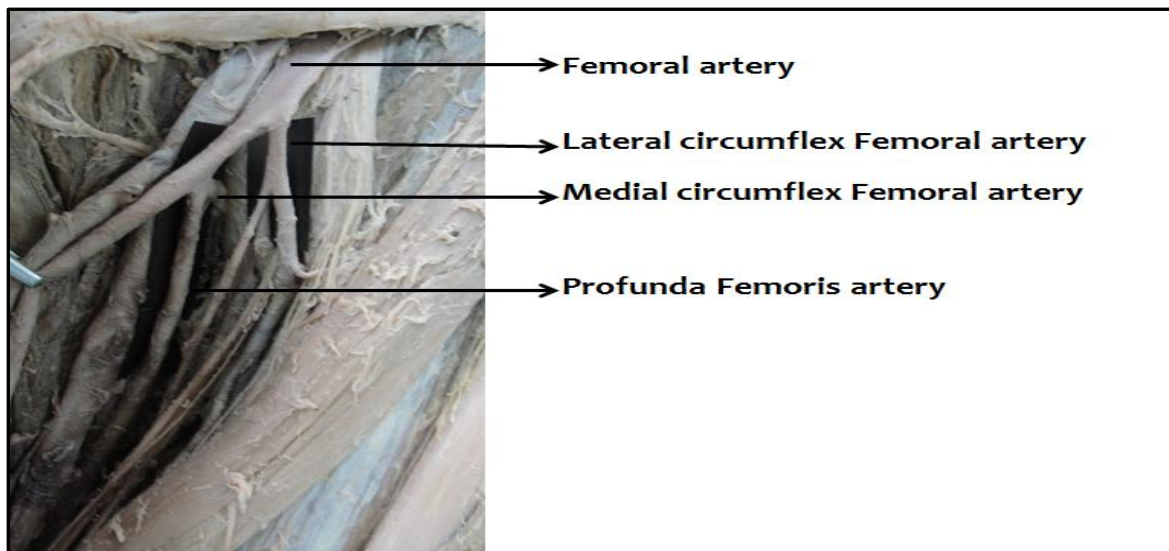 Femoral artery
Lateral circumflex Femoral artery
Medial circumflex Femoral artery
Profunda Femoris artery